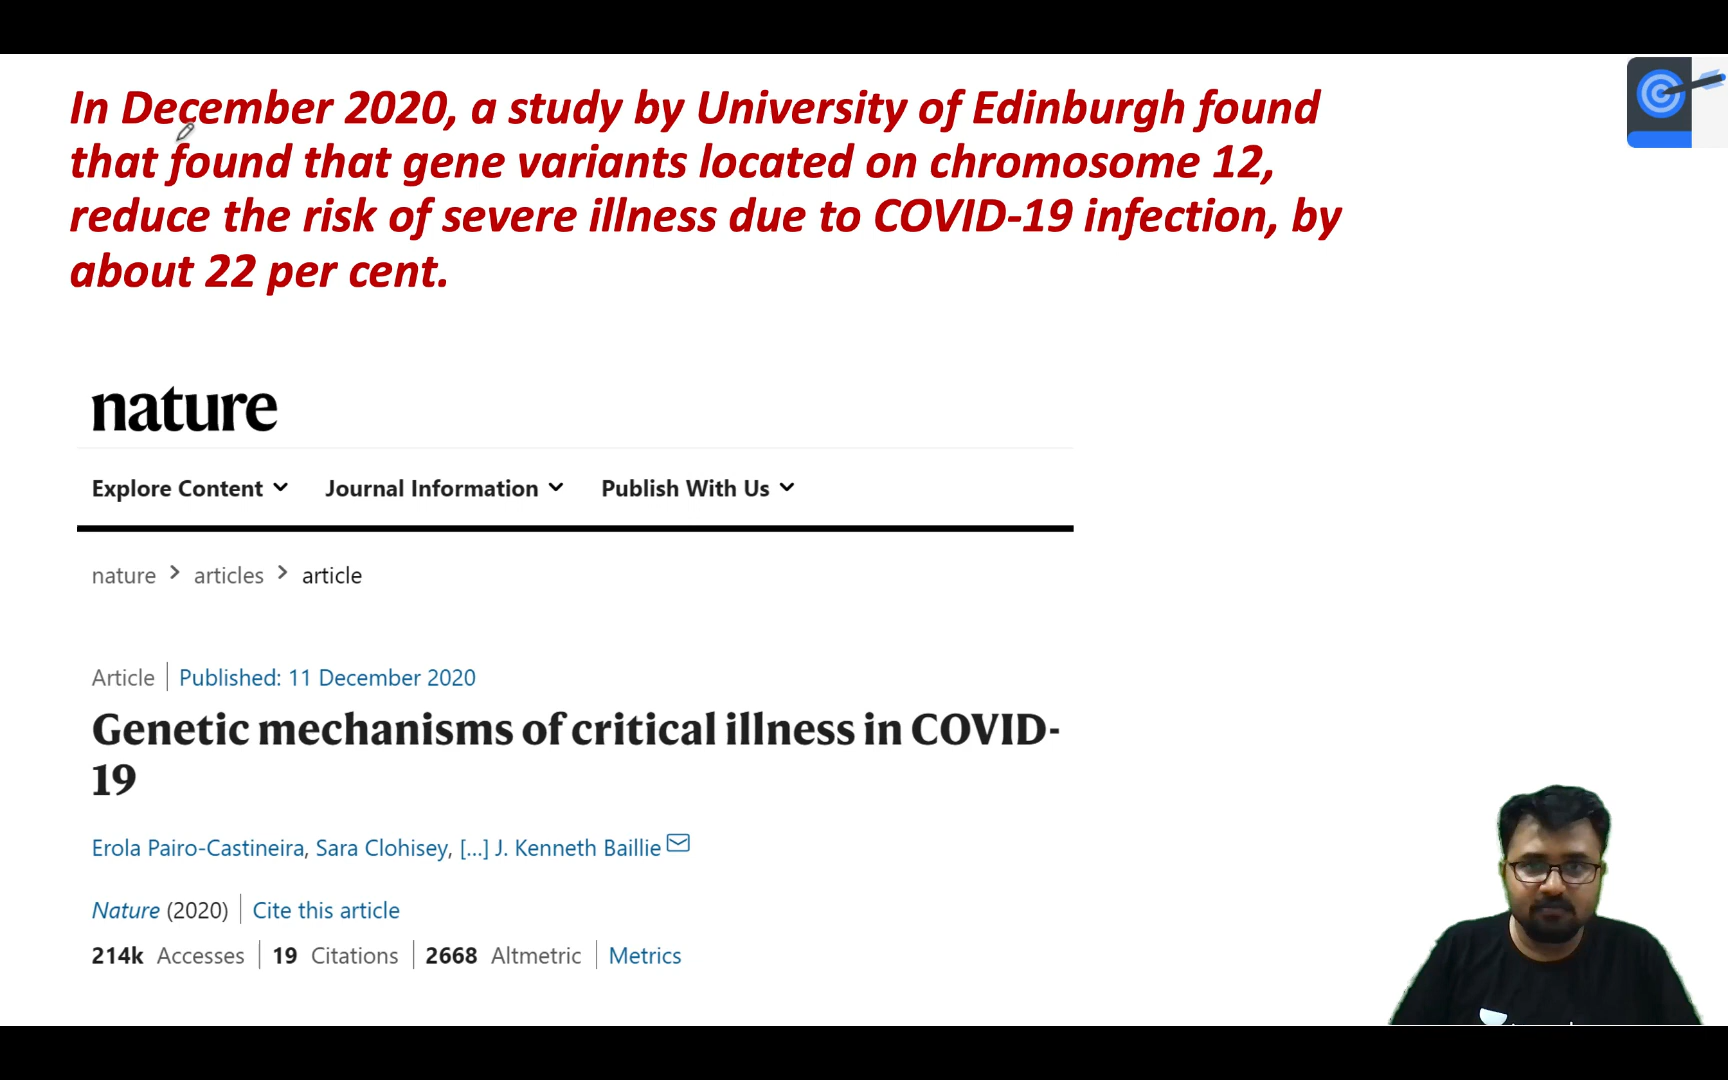 In December 2020, a study by University of Edinburgh found
that found that gene variants located on chromosome 12,
reduce the risk of severe illness due to COVID-19 infection, by
about 22 per cent.
nature
Explore Content Journal Information Publish With Us
nature > articles > article
Article | Published: 11 December 2020
Genetic mechanisms of critical illness in COVID-
19
Erola Pairo-Castineira, Sara Clohisey, [...] J. Kenneth Baillie
Nature (2020) | Cite this article
214k Accesses | 19 Citations | 2668 Altmetric | Metrics